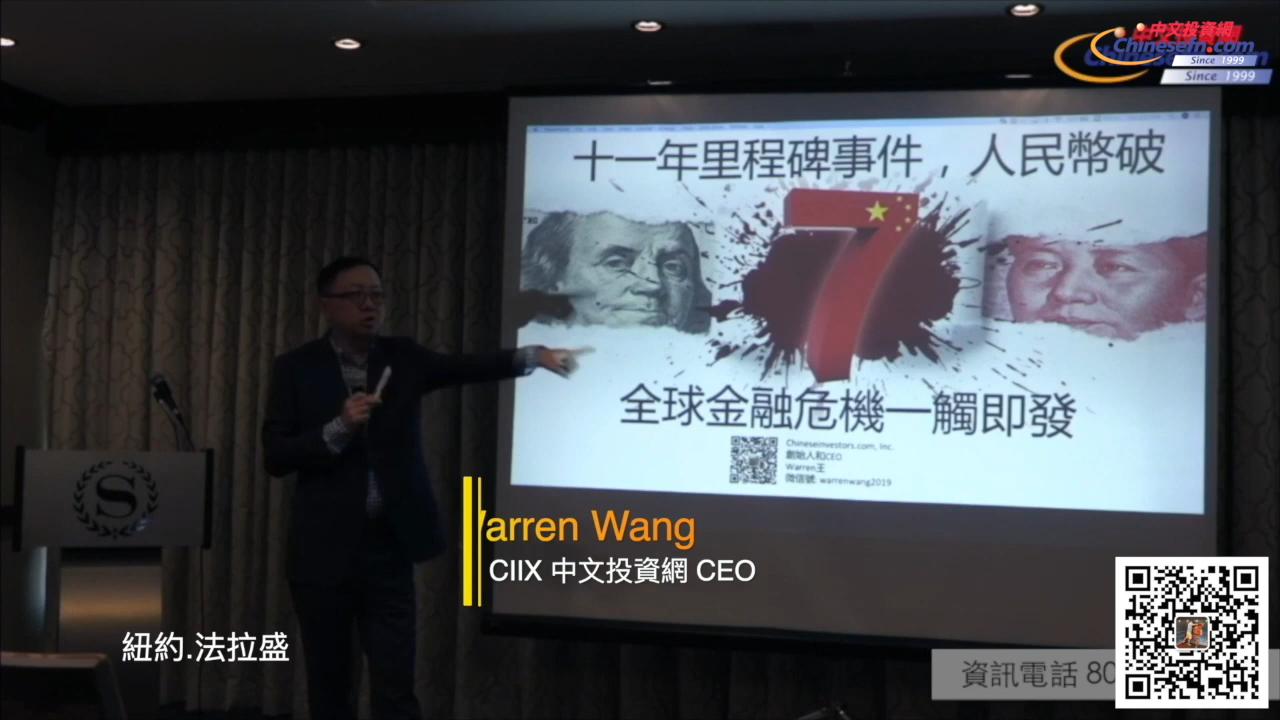 中文投資網
Chinesefn.com
Since 1999
Since 1999
十一年里程碑事件，人民幣破
7
全球金融危機一觸即發
Chineseinvestors.com, Inc.
創始人和CEO
Warren王
微信號: warrenwang2019
S
arren Wang
CIIX 中文投資網 CEO
紐約.法拉盛
資訊電話 80